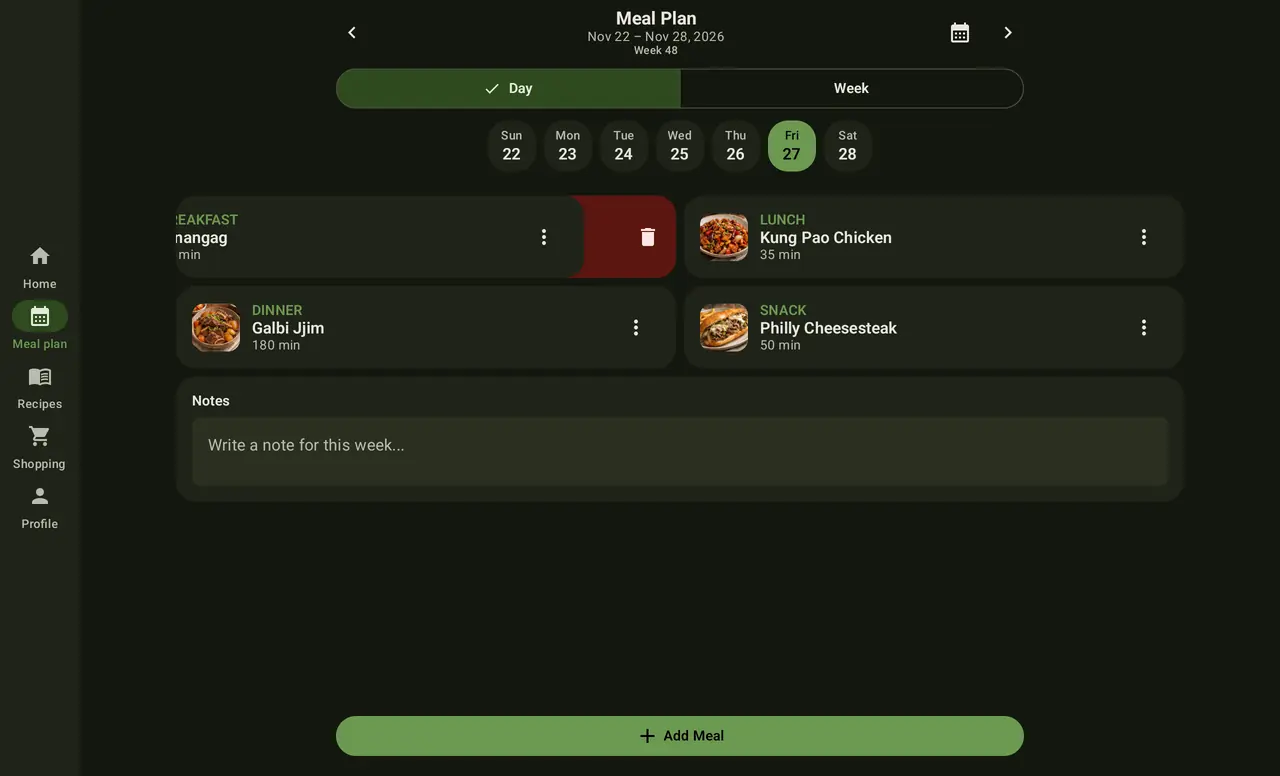 Meal Plan
Nov 22 – Nov 28, 2026
Week 48
Day
Week
Sun
22
Mon
23
Tue
24
Wed
25
Thu
26
Fri
27
Sat
28
REAKFAST
nangag
min
LUNCH
Kung Pao Chicken
35 min
DINNER
Galbi Jjim
180 min
SNACK
Philly Cheesesteak
50 min
Notes
Write a note for this week...
Home
Meal plan
Recipes
Shopping
Profile
Add Meal